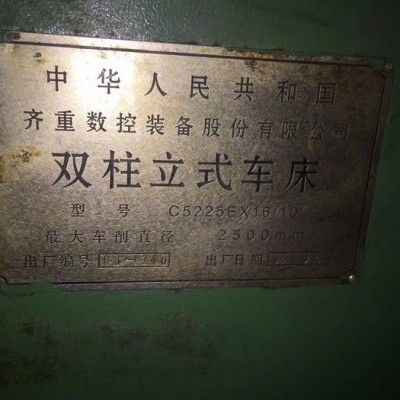 中华人民共和国
齐重数控装备股份有限公司
双柱立式车床
型号 C5225EX16/10
最大车削直径 2500mm
出厂编号 出厂日期